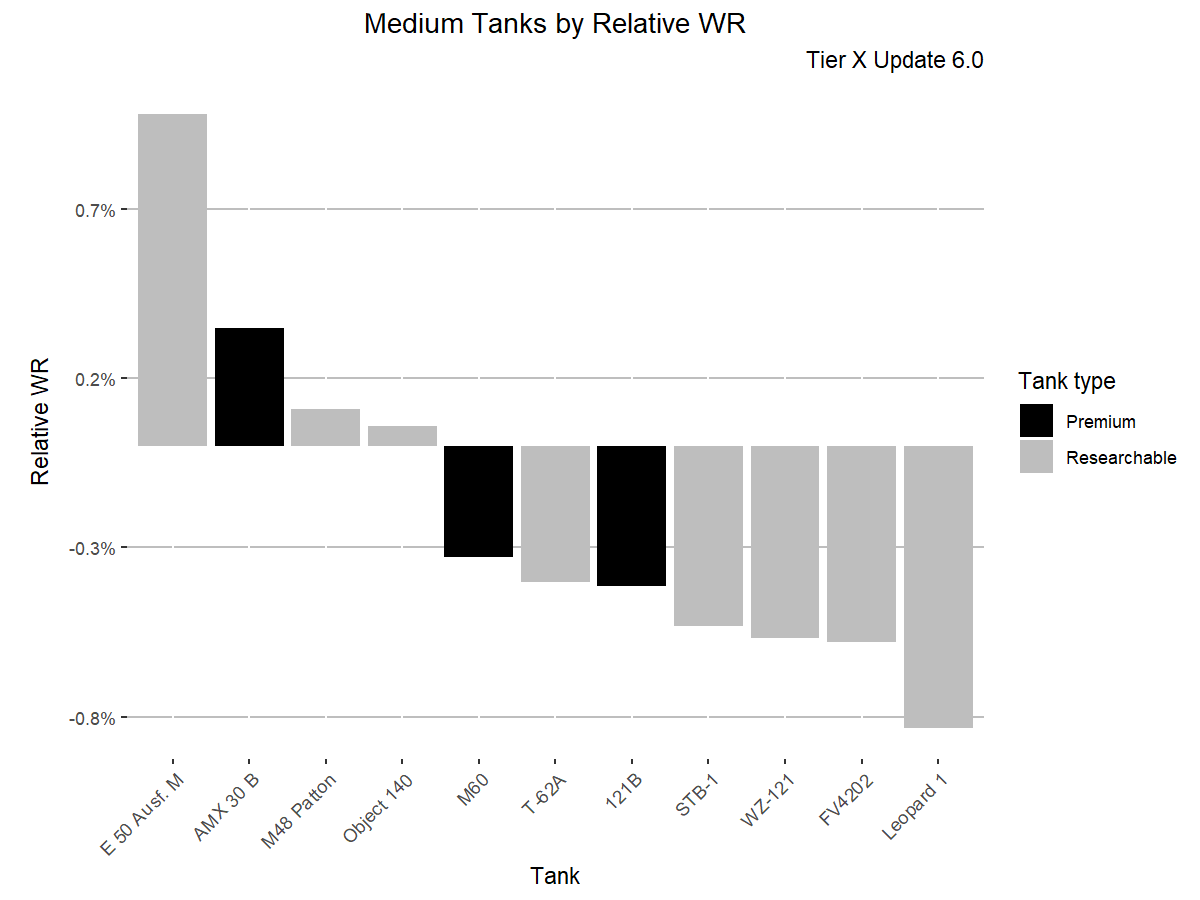 Medium Tanks by Relative WR
Tier X Update 6.0
Relative WR
0.7%
0.2%
-0.3%
-0.8%
E 50 Ausf. M
AMX 30 B
M48 Patton
Object 140
M60
T-62A
121B
STB-1
WZ-121
FV4202
Leopard 1
Tank
Tank type
Premium
Researchable